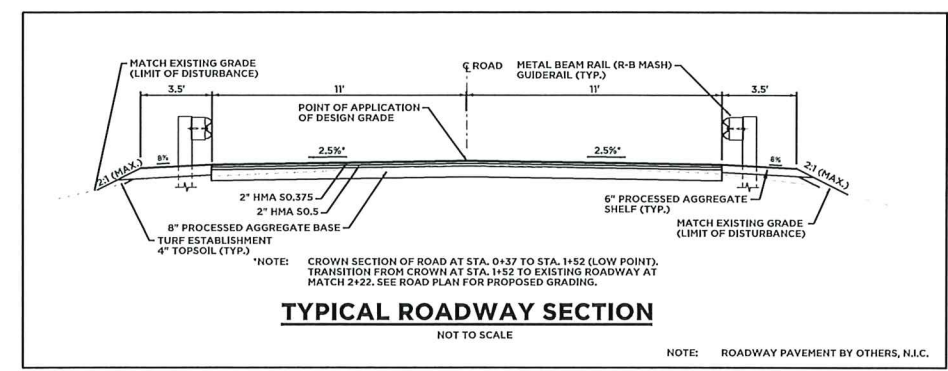 MATCH EXISTING GRADE
(LIMIT OF DISTURBANCE)
℄ ROAD
METAL BEAM RAIL (R-B MASH)
GUIDERAIL (TYP.)
3.5'
11'
11'
3.5'
POINT OF APPLICATION
OF DESIGN GRADE
2.5%*
2.5%*
8%
8%
2:1 (MAX.)
2:1 (MAX.)
2" HMA S0.375
2" HMA S0.5
8" PROCESSED AGGREGATE BASE
TURF ESTABLISHMENT
4" TOPSOIL (TYP.)
6" PROCESSED AGGREGATE
SHELF (TYP.)
MATCH EXISTING GRADE
(LIMIT OF DISTURBANCE)
*NOTE: CROWN SECTION OF ROAD AT STA. 0+37 TO STA. 1+52 (LOW POINT).
TRANSITION FROM CROWN AT STA. 1+52 TO EXISTING ROADWAY AT
MATCH 2+22. SEE ROAD PLAN FOR PROPOSED GRADING.
TYPICAL ROADWAY SECTION
NOT TO SCALE
NOTE: ROADWAY PAVEMENT BY OTHERS, N.I.C.